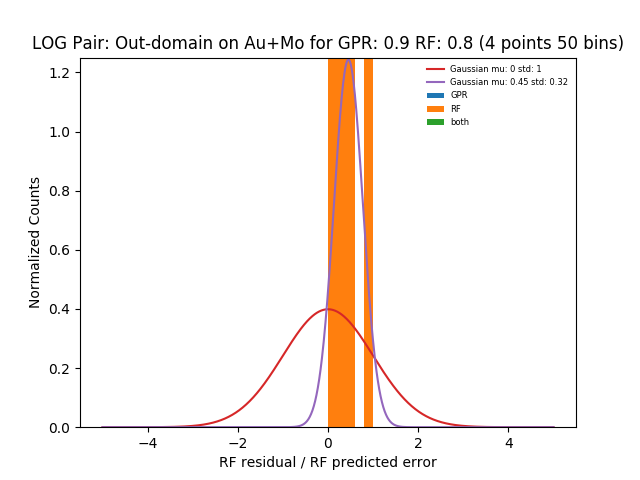 LOG Pair: Out-domain on Au+Mo for GPR: 0.9 RF: 0.8 (4 points 50 bins)
Gaussian mu: 0 std: 1
Gaussian mu: 0.45 std: 0.32
GPR
RF
both
Normalized Counts
1.2
1.0
0.8
0.6
0.4
0.2
0.0
−4 −2 0 2 4
RF residual / RF predicted error